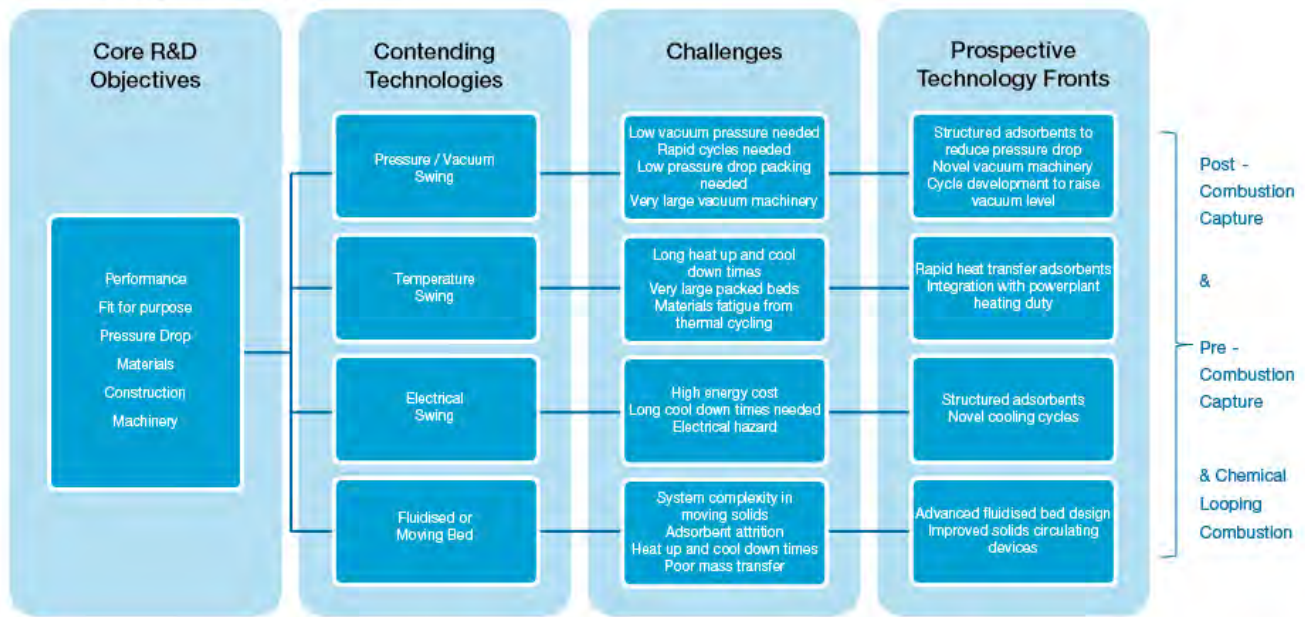 Core R&D
Objectives
Contending
Technologies
Challenges
Prospective
Technology Fronts
Performance
Fit for purpose
Pressure Drop
Materials
Construction
Machinery
Pressure / Vacuum
Swing
Low vacuum pressure needed
Rapid cycles needed
Low pressure drop packing
needed
Very large vacuum machinery
Structured adsorbents to
reduce pressure drop
Novel vacuum machinery
Cycle development to raise
vacuum level
Temperature
Swing
Long heat up and cool
down times
Very large packed beds
Materials fatigue from
thermal cycling
Rapid heat transfer adsorbents
Integration with powerplant
heating duty
Electrical
Swing
High energy cost
Long cool down times needed
Electrical hazard
Structured adsorbents
Novel cooling cycles
Fluidised or
Moving Bed
System complexity in
moving solids
Adsorbent attrition
Heat up and cool down times
Poor mass transfer
Advanced fluidised bed design
Improved solids circulating
devices
Post -
Combustion
Capture
&
Pre -
Combustion
Capture
& Chemical
Looping
Combustion